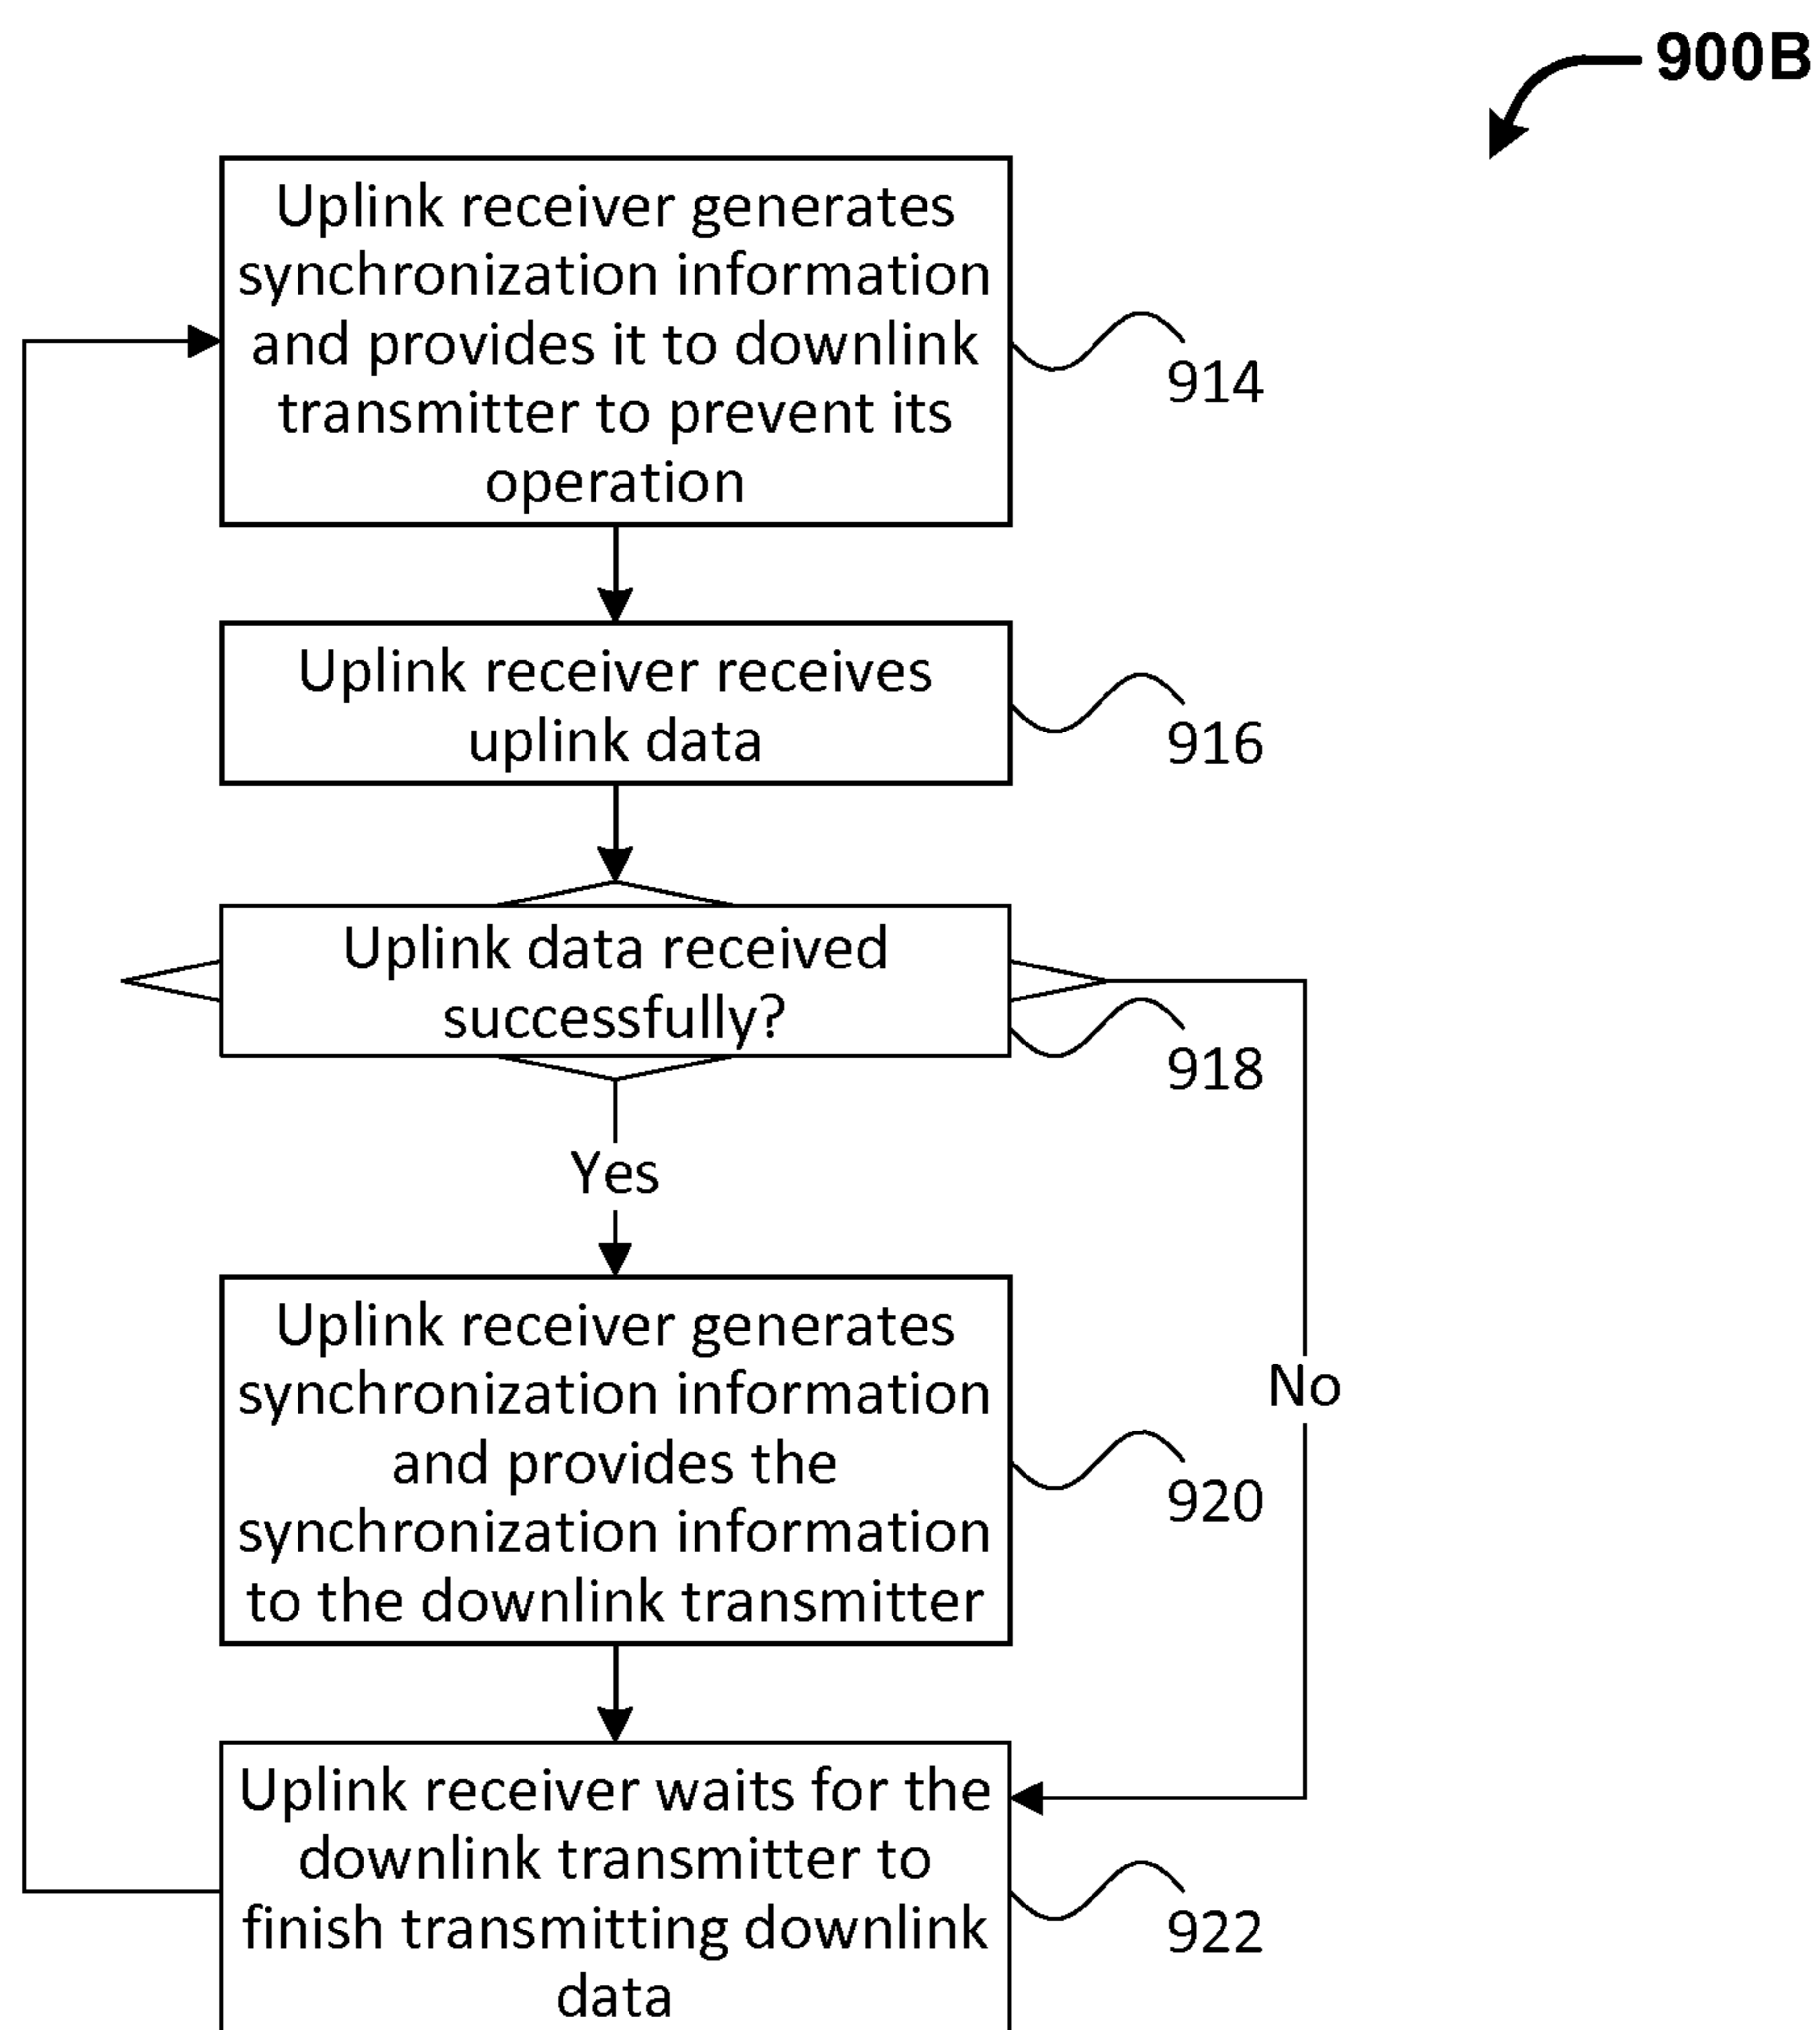 900B
Uplink receiver generates
synchronization information
and provides it to downlink
transmitter to prevent its
operation
914
Uplink receiver receives
uplink data
916
Uplink data received
successfully?
918
Yes
No
Uplink receiver generates
synchronization information
and provides the
synchronization information
to the downlink transmitter
920
Uplink receiver waits for the
downlink transmitter to
finish transmitting downlink
data
922